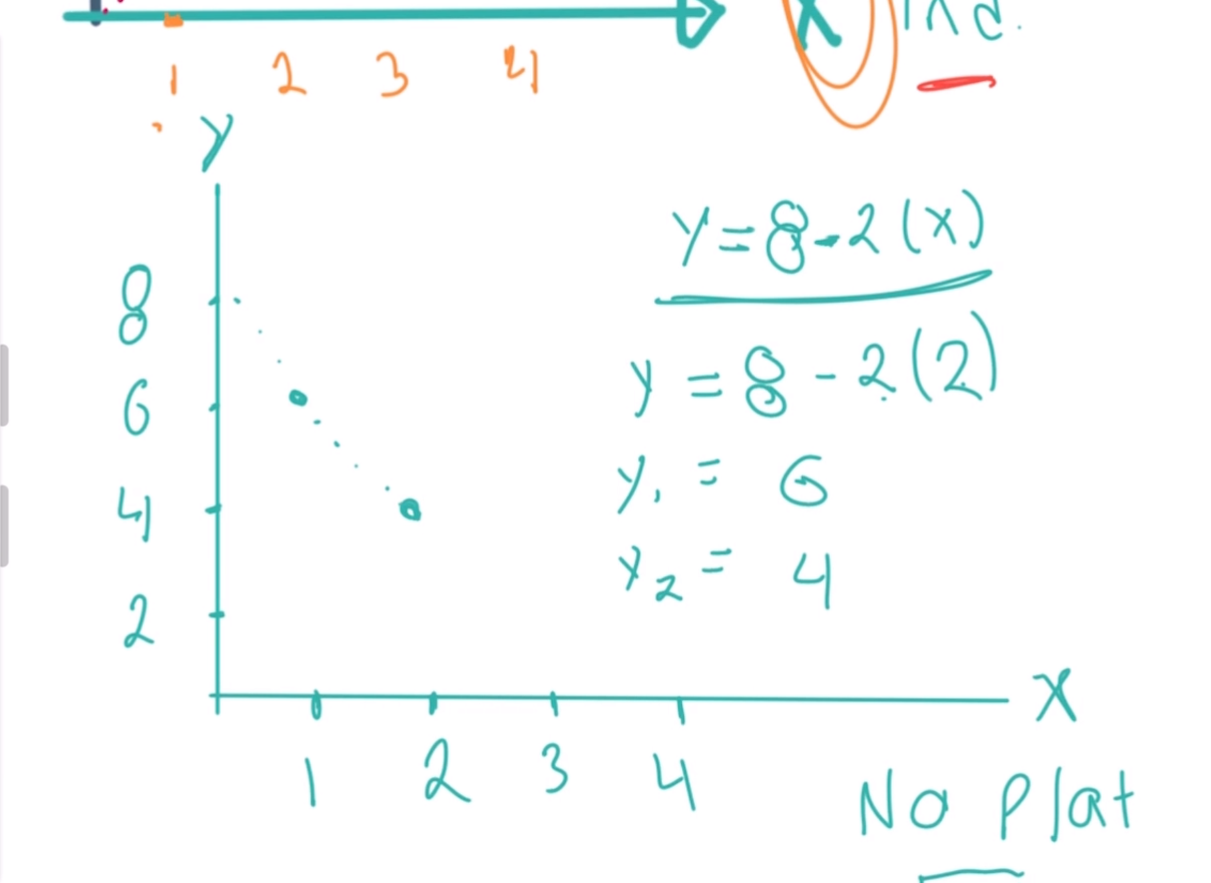 x Ind.
1 2 3 4
y
y = 8 - 2 (x)
8
y = 8 - 2 (2)
6
y₁ = 6
4
y₂ = 4
2
x
1 2 3 4
No Plat